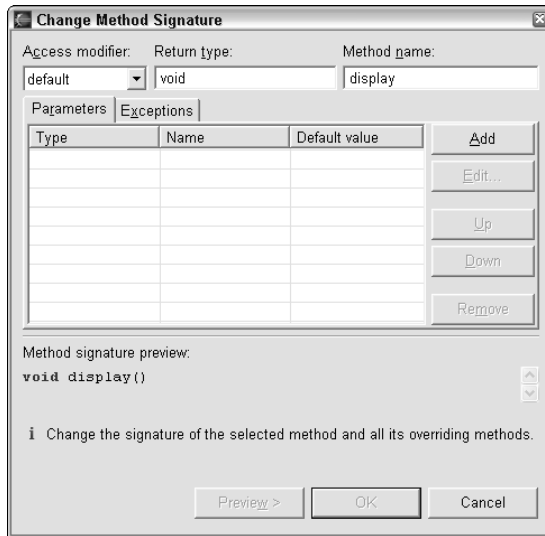 Change Method Signature
Access modifier: Return type: Method name:
default void display
Parameters Exceptions
Type Name Default value
Add
Edit...
Up
Down
Remove
Method signature preview:
void display()
i Change the signature of the selected method and all its overriding methods.
Preview > OK Cancel